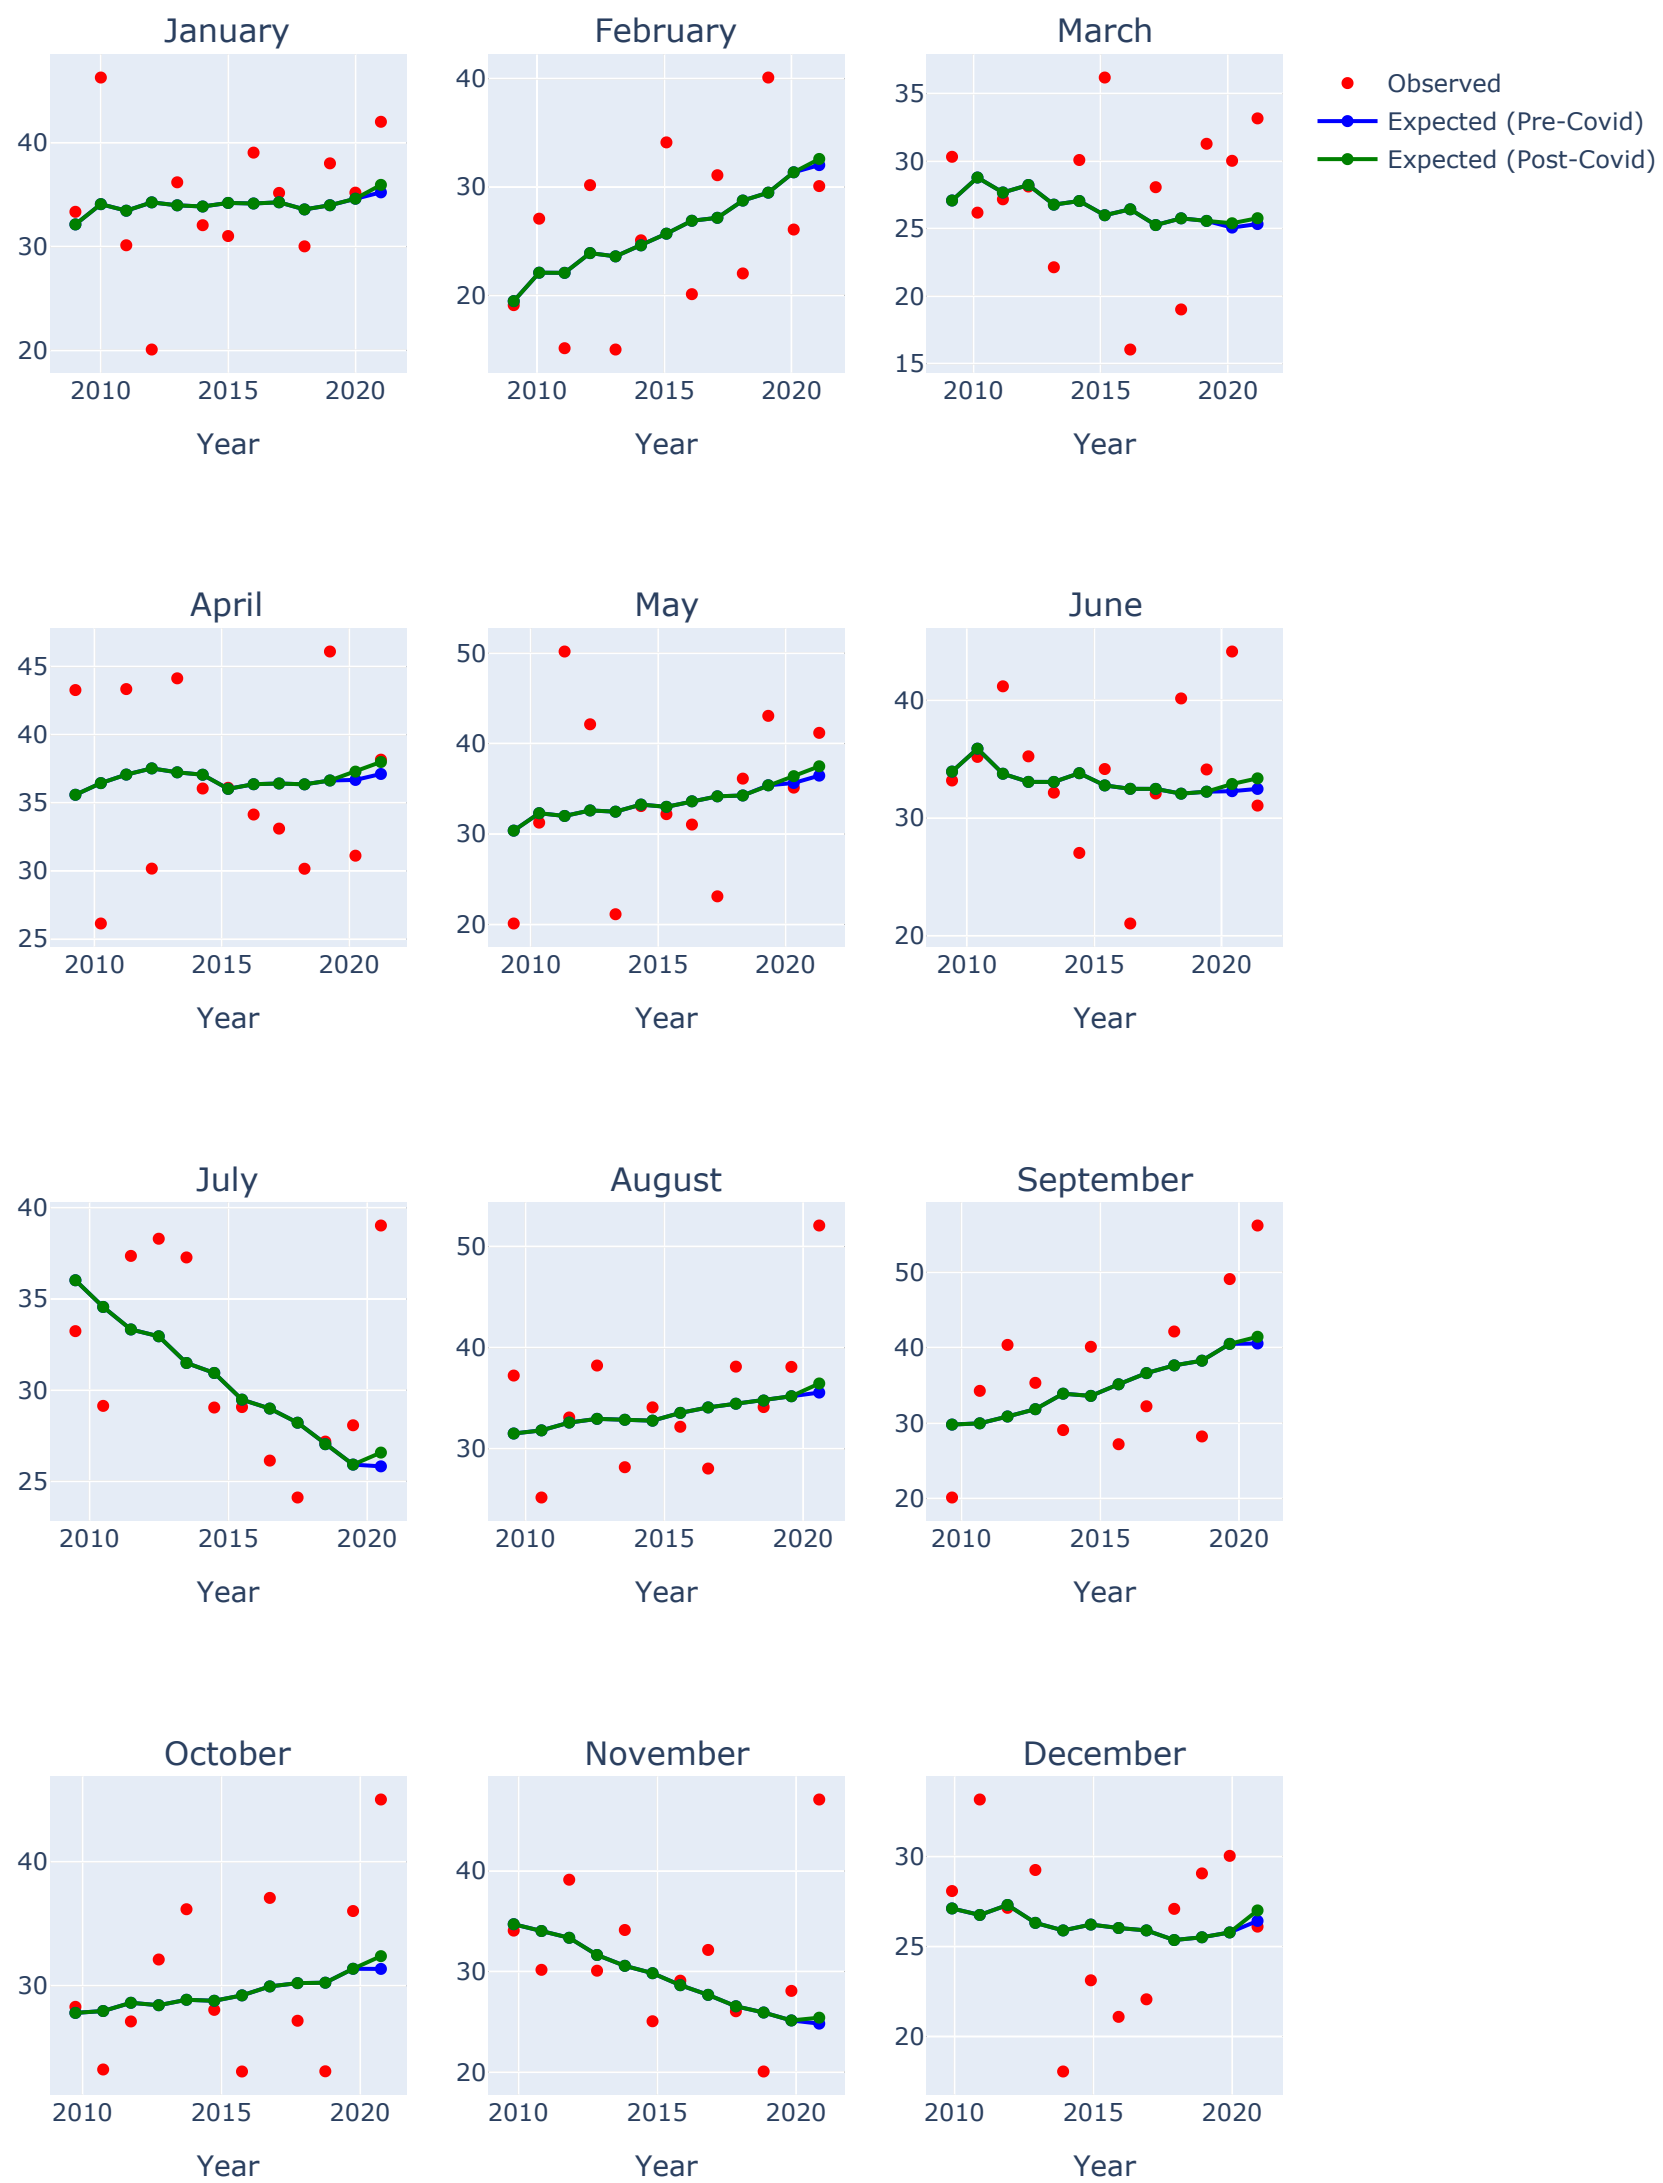 January
February
March
40
30
20
2010
2015
2020
Year
40
30
20
2010
2015
2020
Year
35
30
25
20
15
2010
2015
2020
Year
Observed
Expected (Pre-Covid)
Expected (Post-Covid)
April
May
June
45
40
35
30
25
2010
2015
2020
Year
50
40
30
20
2010
2015
2020
Year
40
30
20
2010
2015
2020
Year
July
August
September
40
35
30
25
2010
2015
2020
Year
50
40
30
2010
2015
2020
Year
50
40
30
20
2010
2015
2020
Year
October
November
December
40
30
2010
2015
2020
Year
40
30
20
2010
2015
2020
Year
30
25
20
2010
2015
2020
Year